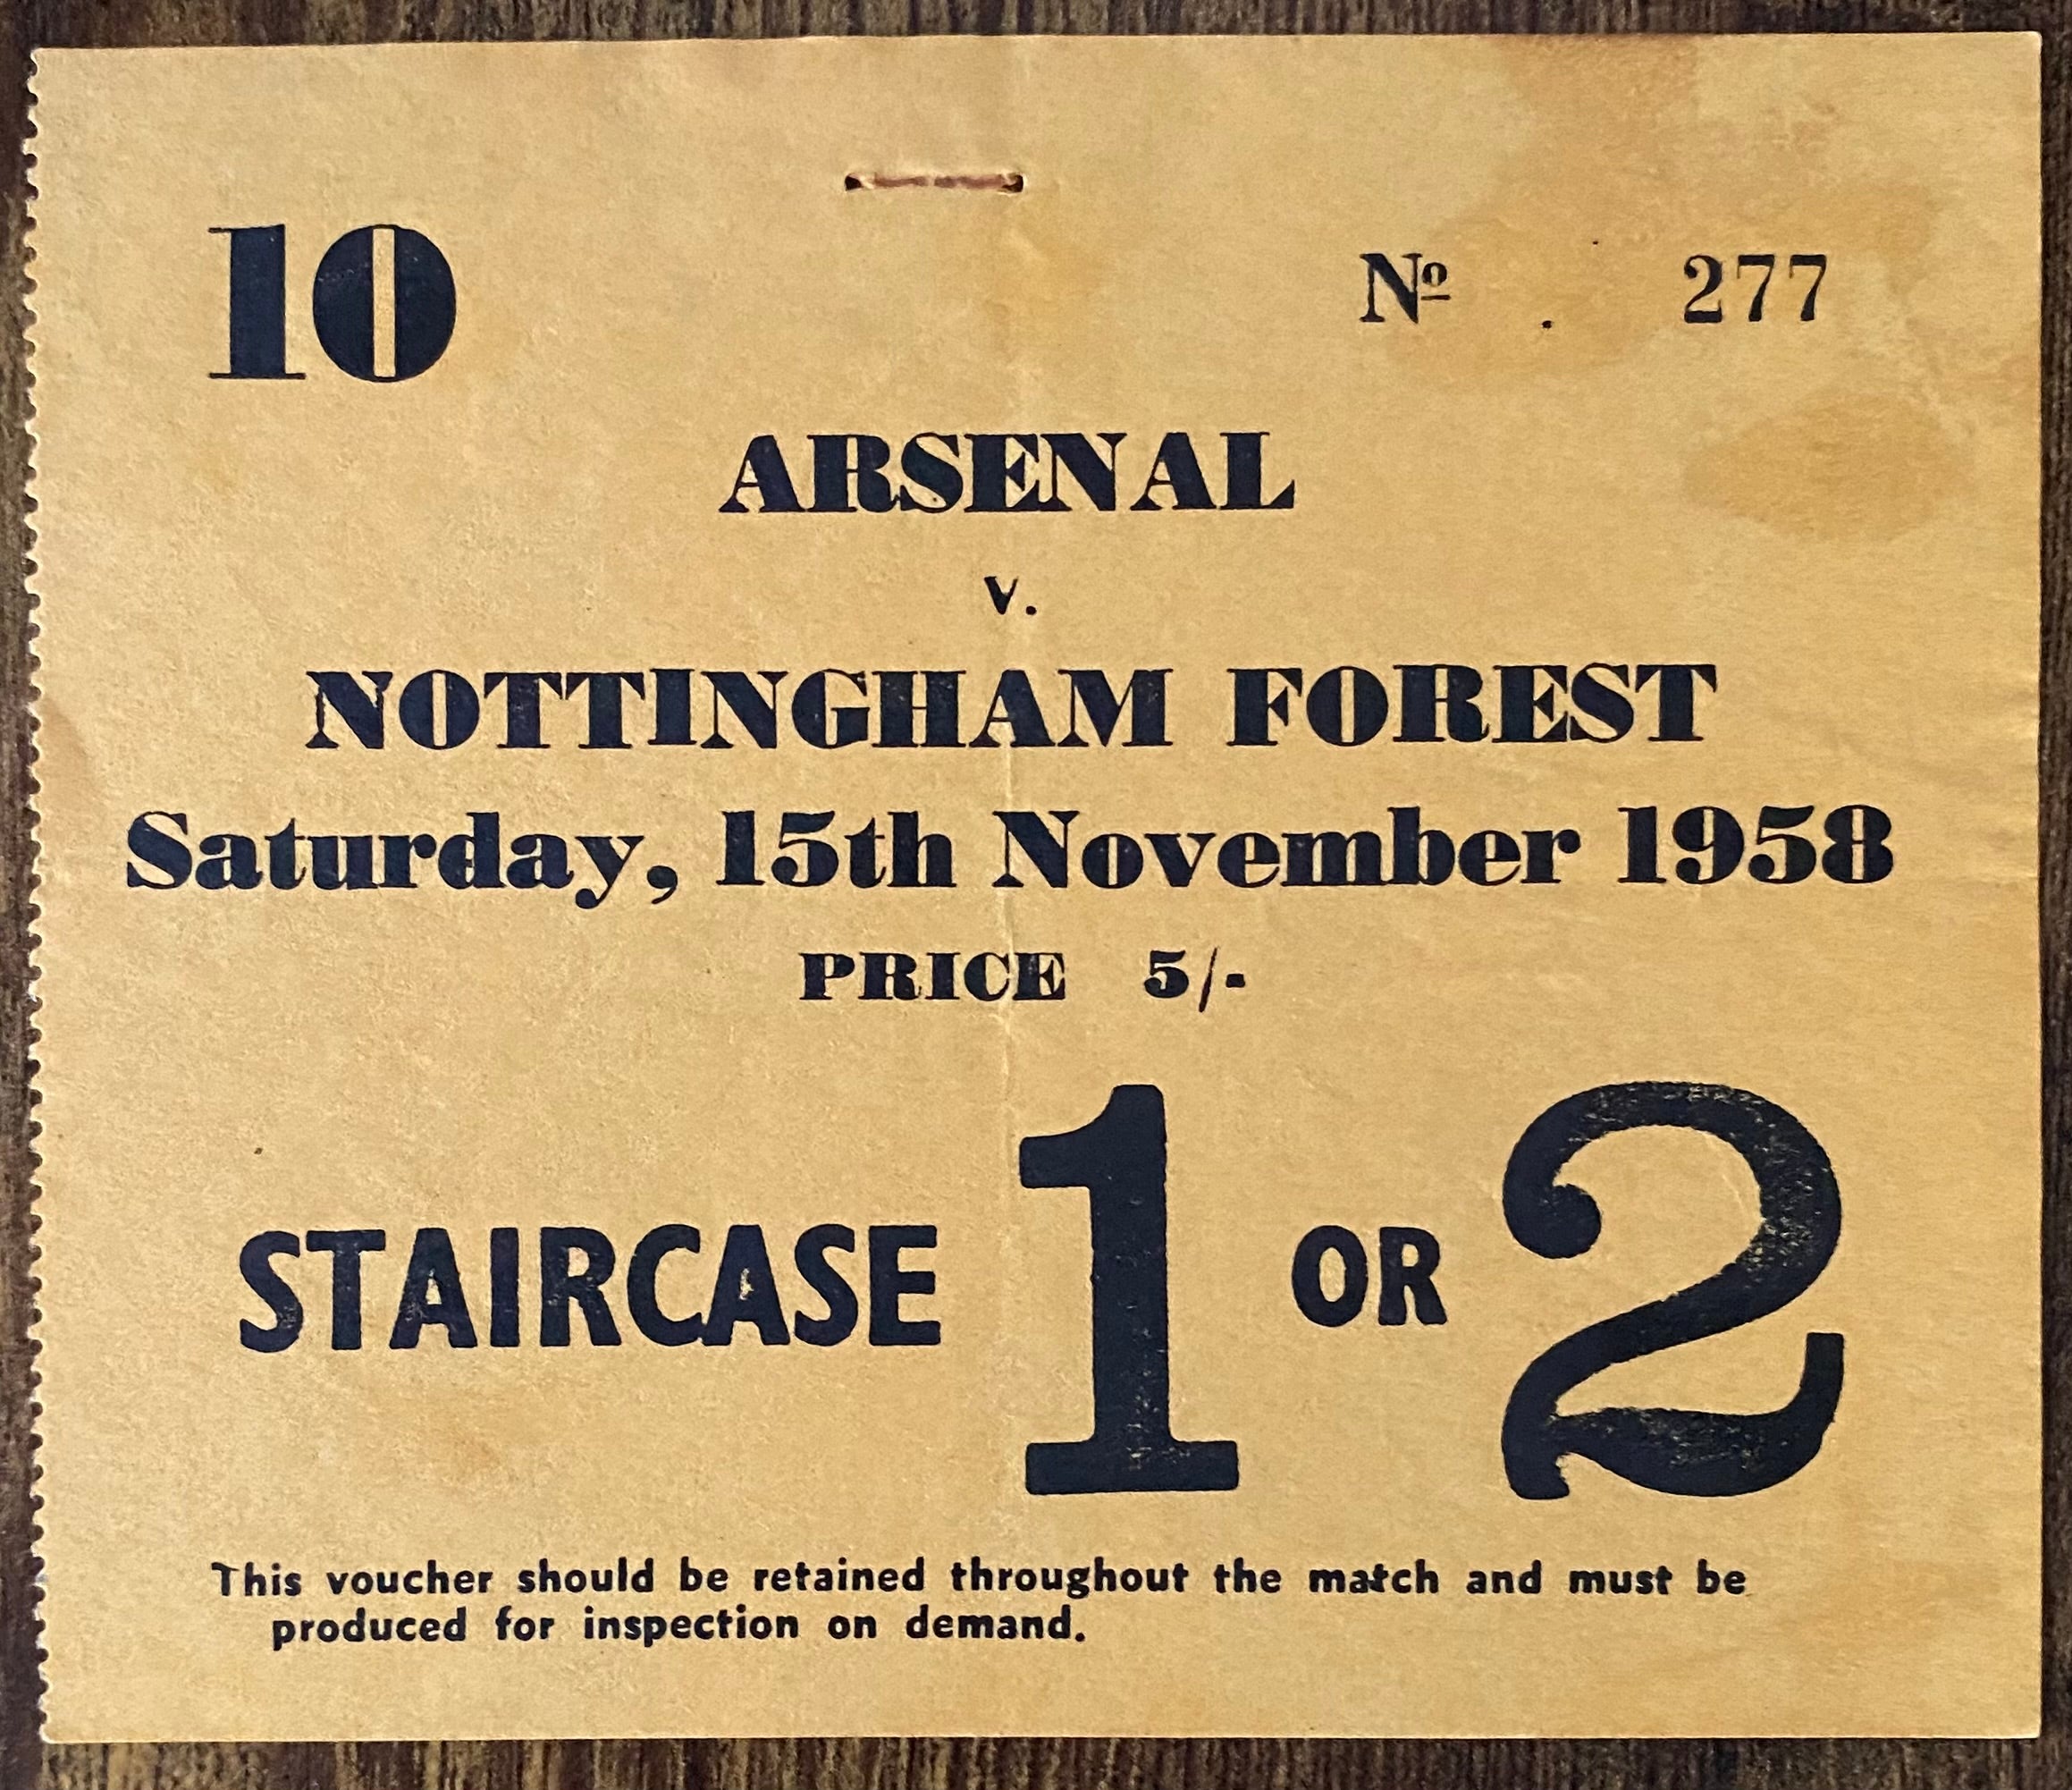 10
Nº 277
ARSENAL
v.
NOTTINGHAM FOREST
Saturday, 15th November 1958
PRICE 5/-
STAIRCASE 1 OR 2
This voucher should be retained throughout the match and must be
produced for inspection on demand.